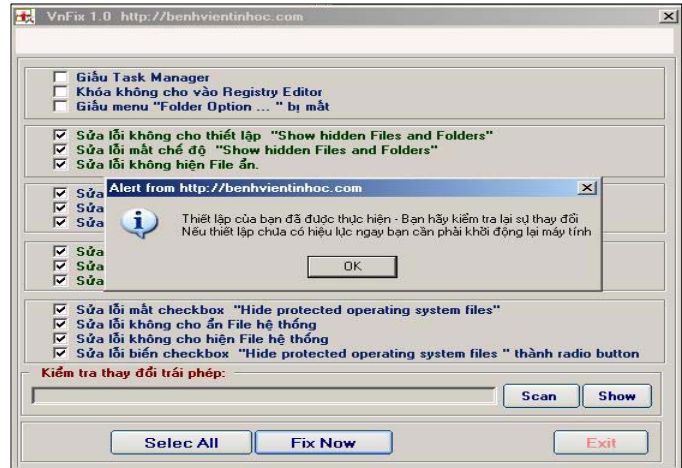 VnFix 1.0 http://benhvientinhoc.com
Giấu Task Manager
Khóa không cho vào Registry Editor
Giấu menu "Folder Option ... " bị mất
Sửa lỗi không cho thiết lập "Show hidden Files and Folders"
Sửa lỗi mất chế độ "Show hidden Files and Folders"
Sửa lỗi không hiện File ẩn.
Sửa
Sửa
Sửa
Alert from http://benhvientinhoc.com
Thiết lập của bạn đã được thực hiện - Bạn hãy kiểm tra lại sự thay đổi
Nếu thiết lập chưa có hiệu lực ngay bạn cần phải khởi động lại máy tính
OK
Sửa
Sửa
Sửa
Sửa lỗi mất checkbox "Hide protected operating system files"
Sửa lỗi không cho ẩn File hệ thống
Sửa lỗi không cho hiện File hệ thống
Sửa lỗi biến checkbox "Hide protected operating system files " thành radio button
Kiểm tra thay đổi trái phép:
Scan Show
Selec All Fix Now Exit